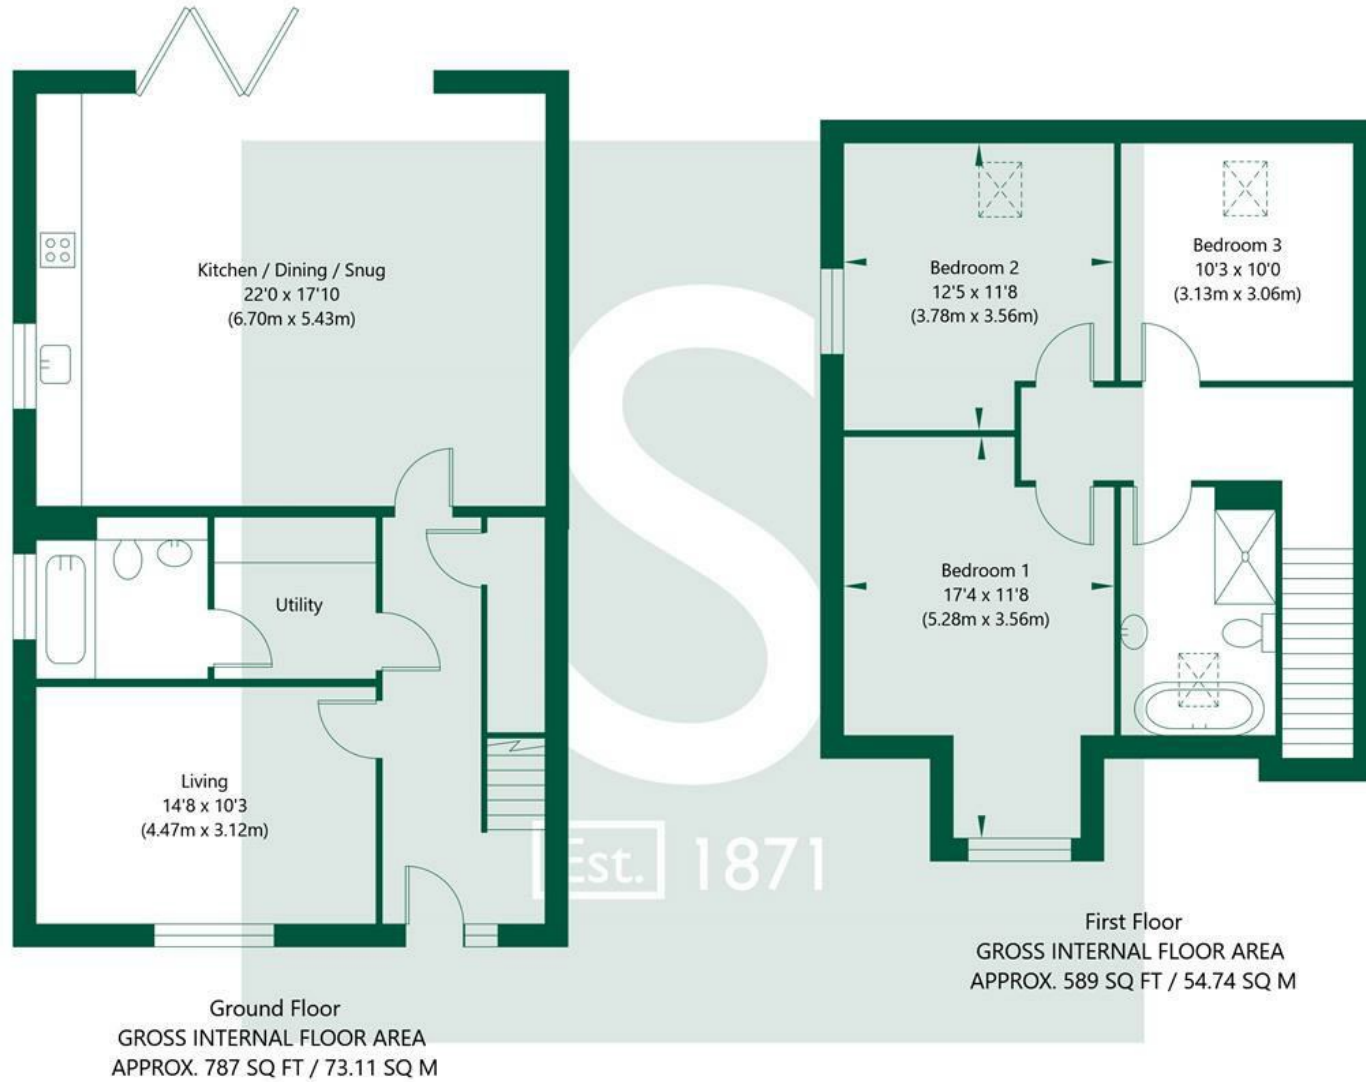 Kitchen / Dining / Snug
22'0 x 17'10
(6.70m x 5.43m)
Utility
Living
14'8 x 10'3
(4.47m x 3.12m)
Ground Floor
GROSS INTERNAL FLOOR AREA
APPROX. 787 SQ FT / 73.11 SQ M
Bedroom 2
12'5 x 11'8
(3.78m x 3.56m)
Bedroom 3
10'3 x 10'0
(3.13m x 3.06m)
Bedroom 1
17'4 x 11'8
(5.28m x 3.56m)
First Floor
GROSS INTERNAL FLOOR AREA
APPROX. 589 SQ FT / 54.74 SQ M
S
Est. 1871